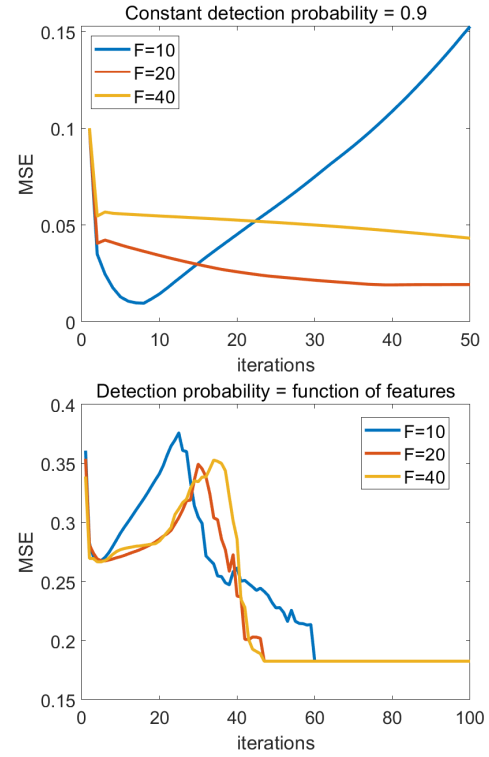 Constant detection probability = 0.9
0.15
0.1
0.05
0
MSE
F=10
F=20
F=40
0 10 20 30 40 50
iterations
Detection probability = function of features
0.4
0.35
0.3
0.25
0.2
0.15
MSE
F=10
F=20
F=40
0 20 40 60 80 100
iterations